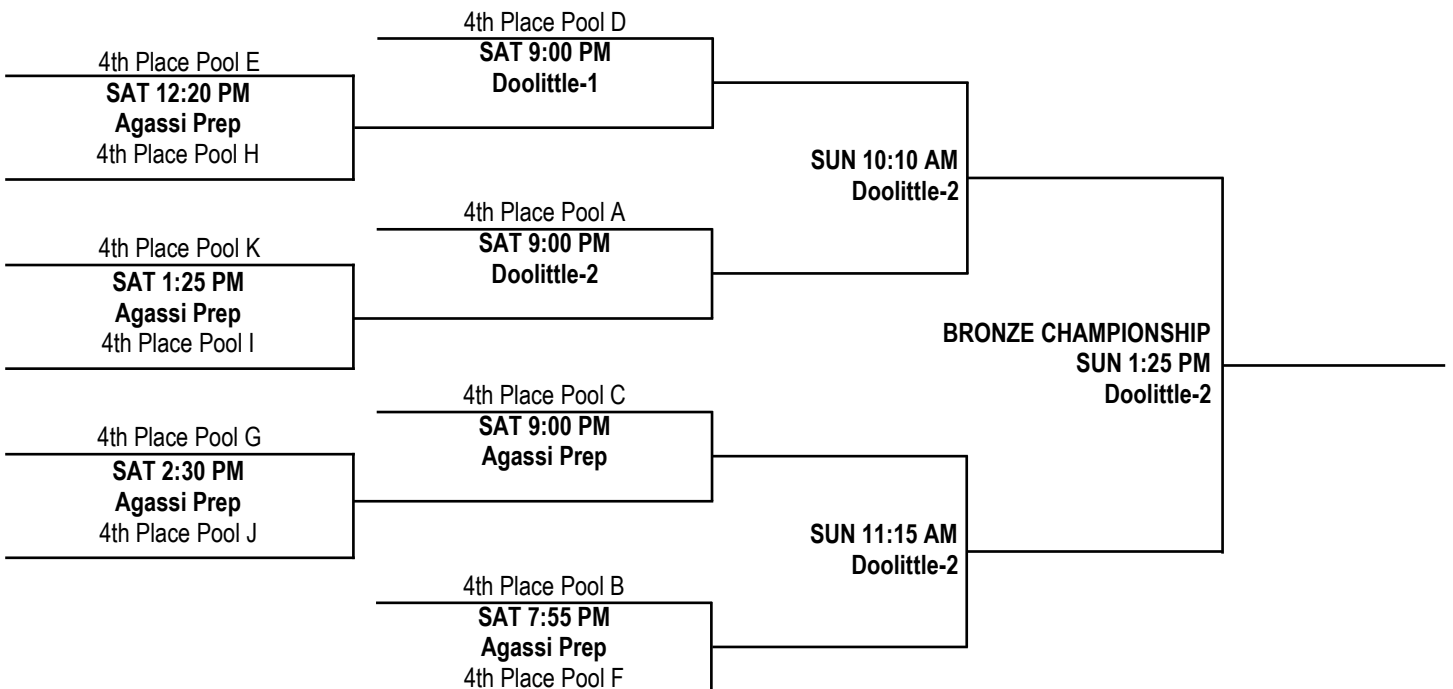 4th Place Pool D
SAT 9:00 PM
Doolittle-1
4th Place Pool E
SAT 12:20 PM
Agassi Prep
4th Place Pool H
SUN 10:10 AM
Doolittle-2
4th Place Pool A
SAT 9:00 PM
Doolittle-2
4th Place Pool K
SAT 1:25 PM
Agassi Prep
4th Place Pool I
BRONZE CHAMPIONSHIP
SUN 1:25 PM
Doolittle-2
4th Place Pool C
SAT 9:00 PM
Agassi Prep
4th Place Pool G
SAT 2:30 PM
Agassi Prep
4th Place Pool J
SUN 11:15 AM
Doolittle-2
4th Place Pool B
SAT 7:55 PM
Agassi Prep
4th Place Pool F